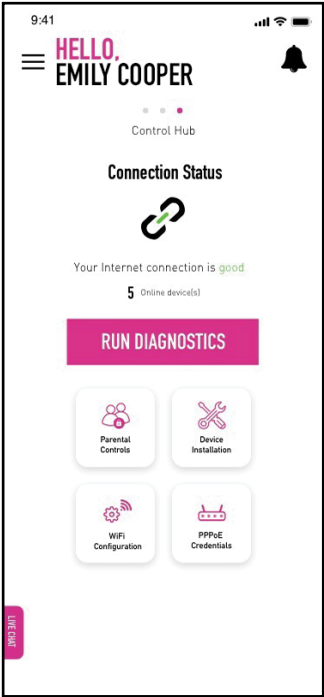 9:41
HELLO,
EMILY COOPER
Control Hub
Connection Status
Your Internet connection is good
5 Online device(s)
RUN DIAGNOSTICS
Parental
Controls
Device
Installation
WiFi
Configuration
PPPoE
Credentials
LIVE CHAT